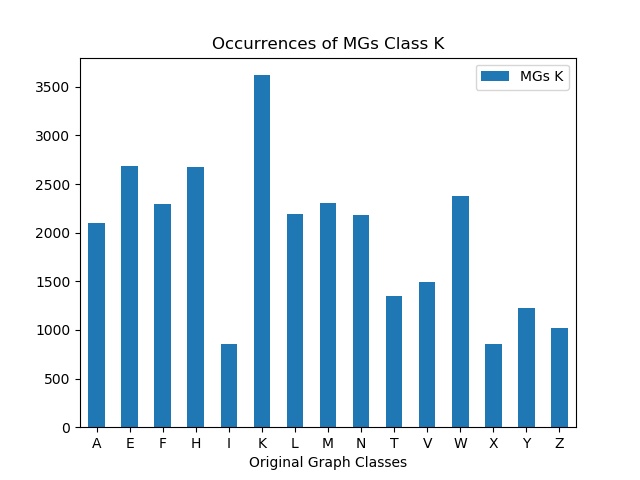 Occurrences of MGs Class K
MGs K
3500
3000
2500
2000
1500
1000
500
0
A E F H I K L M N T V W X Y Z
Original Graph Classes